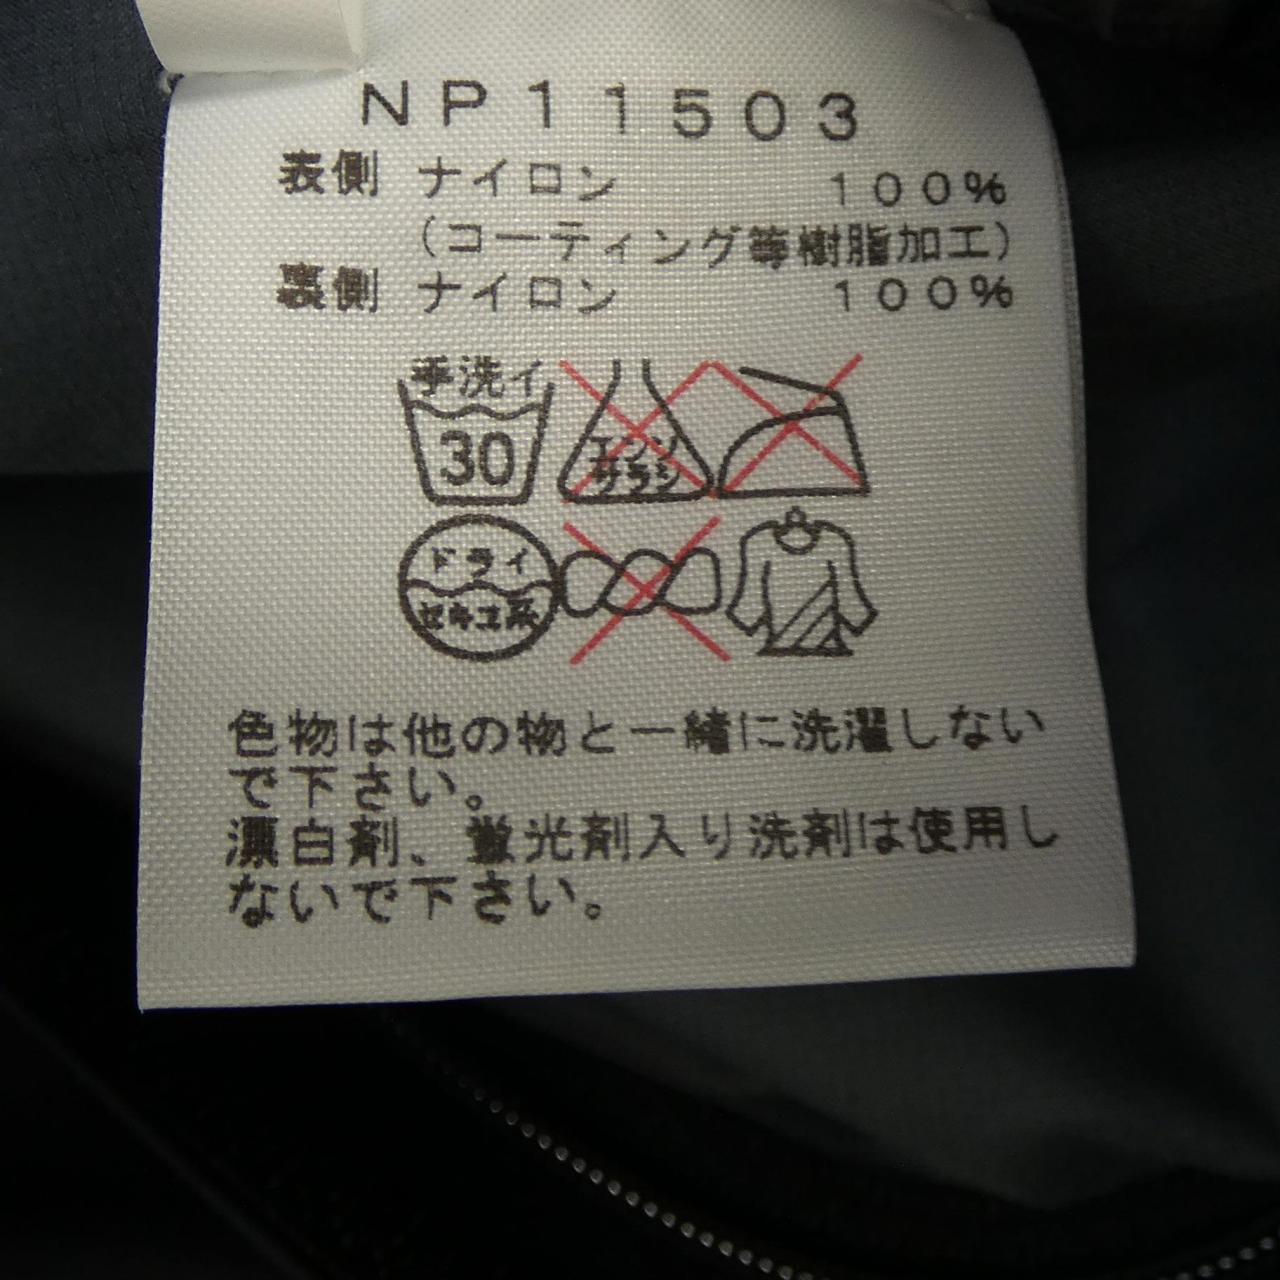 NP11503
表側 ナイロン 100%
(コーティング等樹脂加工)
裏側 ナイロン 100%
手洗イ
30
エンソ
サラシ
ドライ
セキユ系
色物は他の物と一緒に洗濯しない
で下さい。
漂白剤、蛍光剤入り洗剤は使用し
ないで下さい。